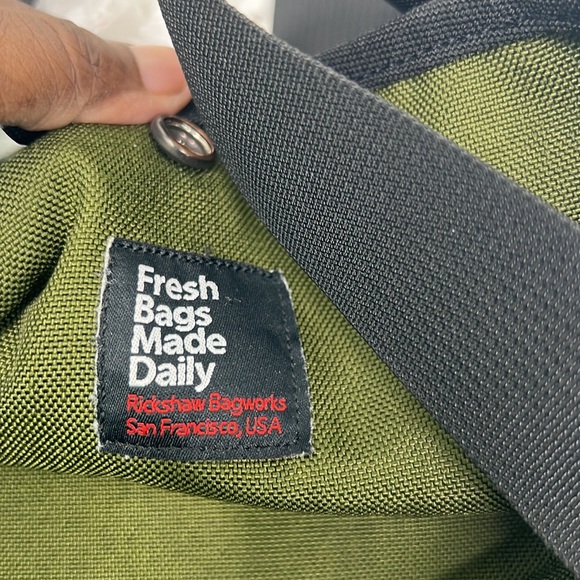 Fresh
Bags
Made
Daily
Rickshaw Bagworks
San Francisco, USA